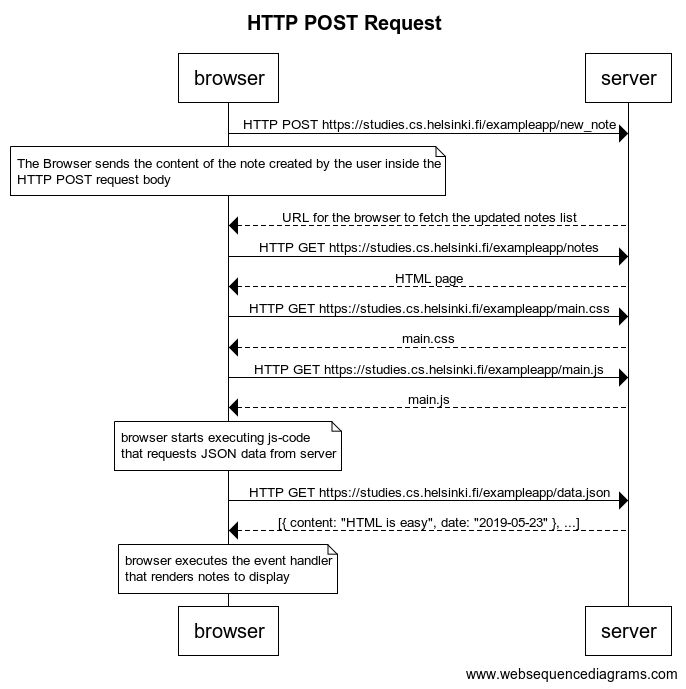 HTTP POST Request
browser
server
HTTP POST https://studies.cs.helsinki.fi/exampleapp/new_note
The Browser sends the content of the note created by the user inside the
HTTP POST request body
URL for the browser to fetch the updated notes list
HTTP GET https://studies.cs.helsinki.fi/exampleapp/notes
HTML page
HTTP GET https://studies.cs.helsinki.fi/exampleapp/main.css
main.css
HTTP GET https://studies.cs.helsinki.fi/exampleapp/main.js
main.js
browser starts executing js-code
that requests JSON data from server
HTTP GET https://studies.cs.helsinki.fi/exampleapp/data.json
[{ content: "HTML is easy", date: "2019-05-23" }, ...]
browser executes the event handler
that renders notes to display
browser
server
www.websequencediagrams.com